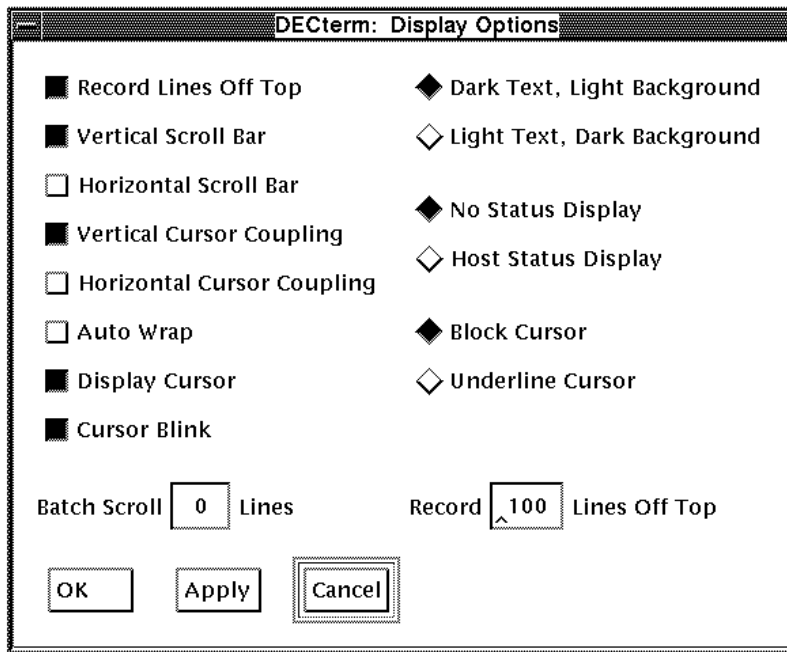 DECterm: Display Options
Record Lines Off Top
Vertical Scroll Bar
Horizontal Scroll Bar
Vertical Cursor Coupling
Horizontal Cursor Coupling
Auto Wrap
Display Cursor
Cursor Blink
Dark Text, Light Background
Light Text, Dark Background
No Status Display
Host Status Display
Block Cursor
Underline Cursor
Batch Scroll 0 Lines
Record 100 Lines Off Top
OK
Apply
Cancel